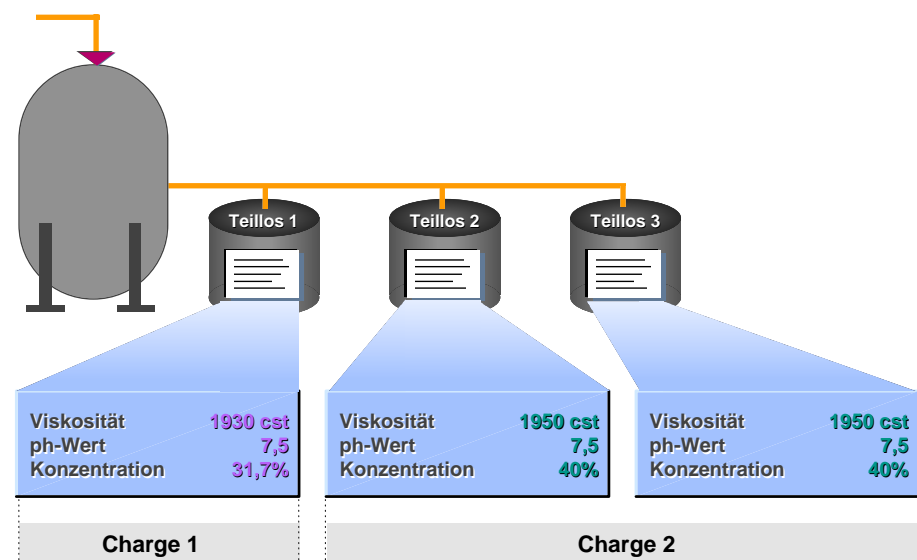 Teillos 1
Teillos 2
Teillos 3
Viskosität 1930 cst
ph-Wert 7,5
Konzentration 31,7%
Viskosität 1950 cst
ph-Wert 7,5
Konzentration 40%
Viskosität 1950 cst
ph-Wert 7,5
Konzentration 40%
Charge 1
Charge 2